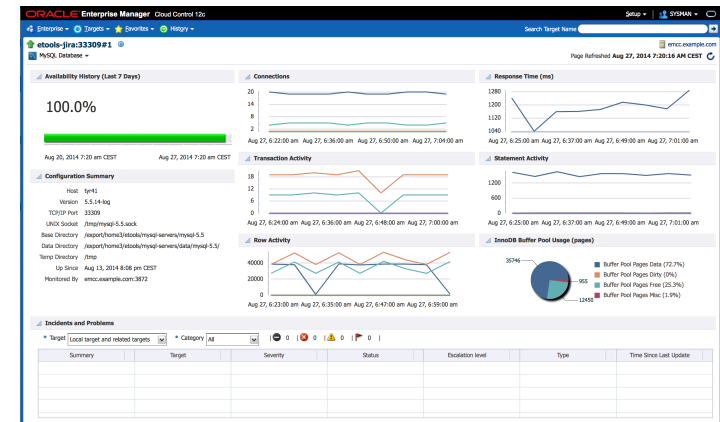 ORACLE Enterprise Manager Cloud Control 12c
Setup SYSMAN
Enterprise Targets Favorites History
Search Target Name
etools-jira:33309#1
emcc.example.com
MySQL Database
Page Refreshed Aug 27, 2014 7:20:16 AM CEST
Availability History (Last 7 Days)
100.0%
Aug 20, 2014 7:20 am CEST Aug 27, 2014 7:20 am CEST
Configuration Summary
Host tyr41
Version 5.5.14-log
TCP/IP Port 33309
UNIX Socket /tmp/mysql-5.5.sock
Base Directory /export/home3/etools/mysql-servers/mysql-5.5
Data Directory /export/home3/etools/mysql-servers/data/mysql-5.5/
Temp Directory /tmp
Up Since Aug 13, 2014 8:08 pm CEST
Monitored By emcc.example.com:3872
Connections
20
14
8
2
Aug 27, 6:22:00 am Aug 27, 6:36:00 am Aug 27, 6:50:00 am Aug 27, 7:04:00 am
Transaction Activity
18
12
6
0
Aug 27, 6:24:00 am Aug 27, 6:36:00 am Aug 27, 6:48:00 am Aug 27, 7:00:00 am
Row Activity
40000
20000
0
Aug 27, 6:23:00 am Aug 27, 6:35:00 am Aug 27, 6:47:00 am Aug 27, 6:59:00 am
Response Time (ms)
1280
1200
1120
1040
Aug 27, 6:25:00 am Aug 27, 6:37:00 am Aug 27, 6:49:00 am Aug 27, 7:01:00 am
Statement Activity
1200
600
0
Aug 27, 6:25:00 am Aug 27, 6:37:00 am Aug 27, 6:49:00 am Aug 27, 7:01:00 am
InnoDB Buffer Pool Usage (pages)
35746
955
12450
Buffer Pool Pages Data (72.7%)
Buffer Pool Pages Dirty (0%)
Buffer Pool Pages Free (25.3%)
Buffer Pool Pages Misc (1.9%)
Incidents and Problems
* Target Local target and related targets * Category All | 0 | 0 | 0 | 0 |
Summary Target Severity Status Escalation level Type Time Since Last Update